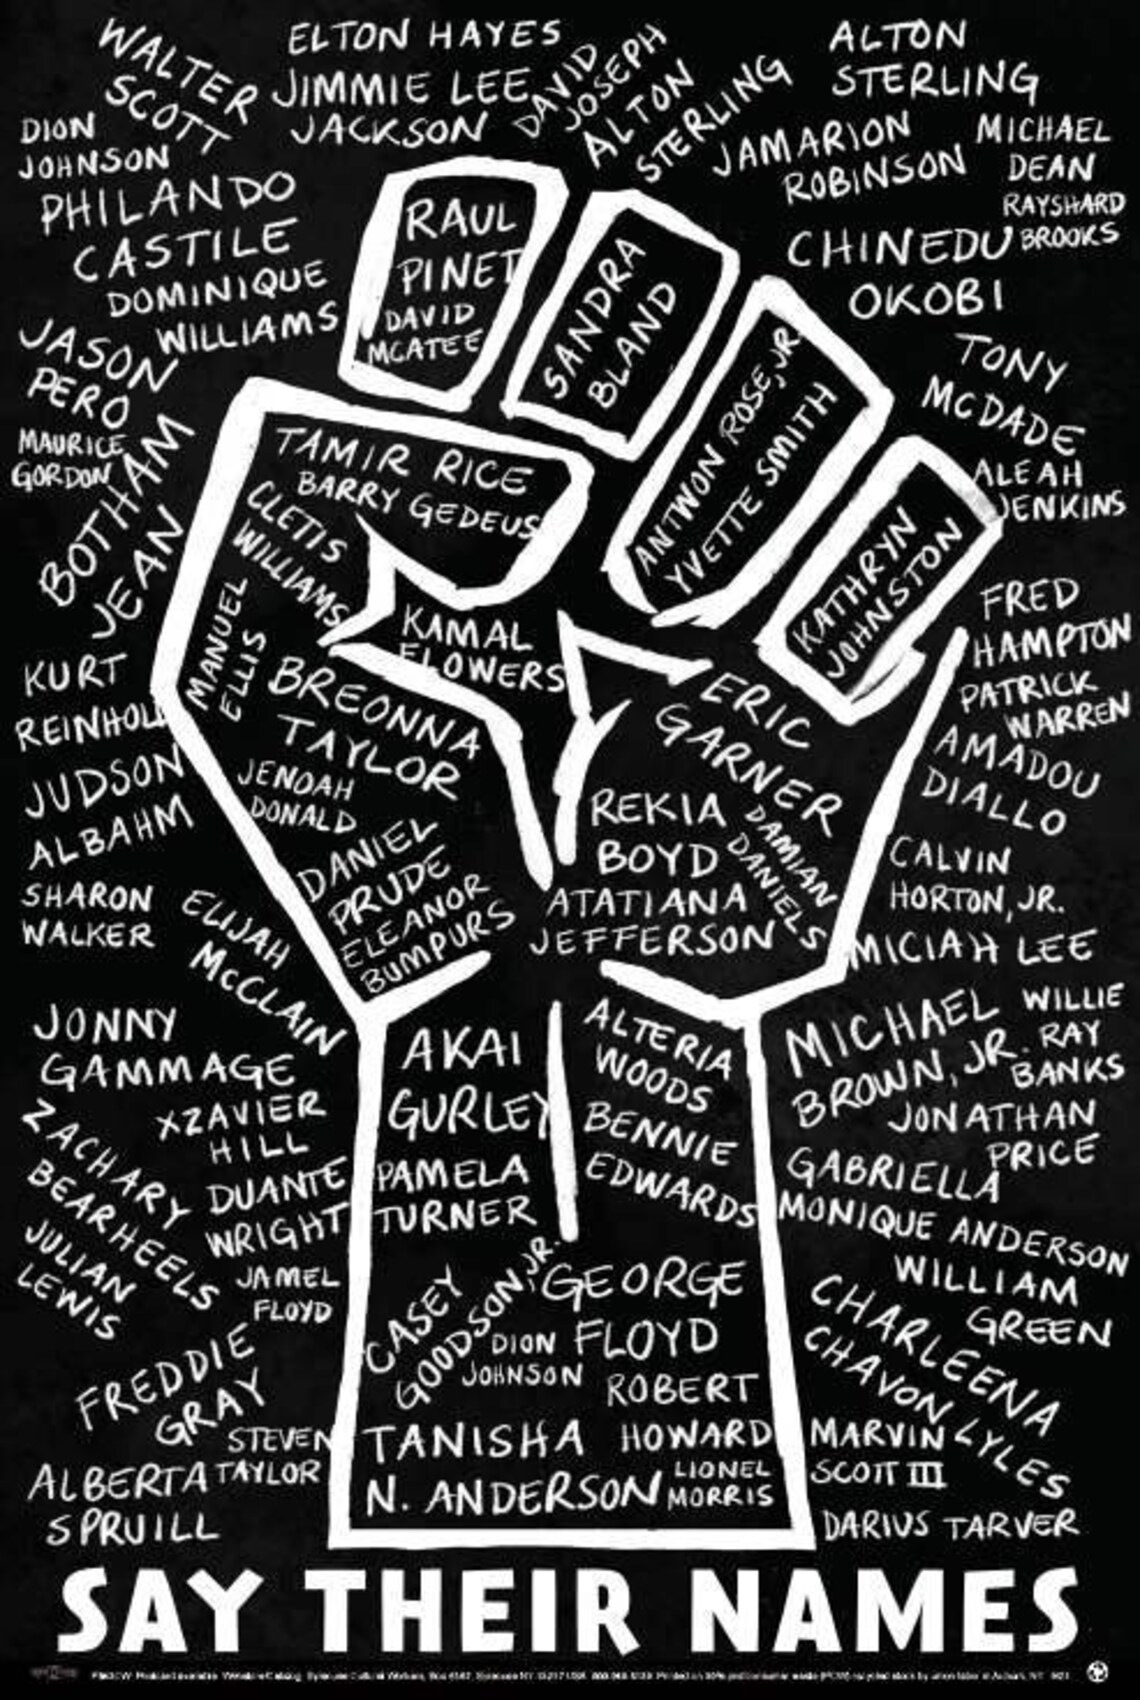 WALTER
SCOTT
ELTON HAYES
JIMMIE LEE
JACKSON
DAVID
JOSEPH
ALTON
STERLING
ALTON
STERLING
DION
JOHNSON
JAMARION
ROBINSON
MICHAEL
DEAN
RAYSHARD
BROOKS
PHILANDO
CASTILE
CHINEDU
OKOBI
DOMINIQUE
WILLIAMS
RAUL
PINET
DAVID
MCATEE
SANDRA
BLAND
ANTWON ROSE, JR.
YVETTE SMITH
KATHRYN
JOHNSTON
JASON
PERO
TONY
MCDADE
MAURICE
GORDON
BOTHAM
JEAN
TAMIR RICE
BARRY GEDEUS
CLETIS
WILLIAMS
ALEAH
JENKINS
MANUEL
ELLIS
KAMAL
FLOWERS
FRED
HAMPTON
KURT
REINHOL
BREONNA
TAYLOR
ERIC
GARNER
PATRICK
WARREN
AMADOU
DIALLO
JUDSON
ALBAHM
JENOAH
DONALD
REKIA
BOYD
DAMIAN
DANIELS
CALVIN
HORTON, JR.
SHARON
WALKER
DANIEL
PRUDE
ELEANOR
BUMPURS
ATATIANA
JEFFERSON
MICIAH LEE
ELIJAH
McCLAIN
JONNY
GAMMAGE
AKAI
GURLEY
ALTERIA
WOODS
MICHAEL
BROWN, JR.
WILLIE
RAY
BANKS
XZAVIER
HILL
BENNIE
EDWARDS
JONATHAN
PRICE
ZACHARY
BEARHEELS
DUANTE
WRIGHT
PAMELA
TURNER
GABRIELLA
MONIQUE ANDERSON
JULIAN
LEWIS
JAMEL
FLOYD
CASEY
GOODSON, JR.
GEORGE
FLOYD
WILLIAM
GREEN
CHARLEENA
CHAVON LYLES
FREDDIE
GRAY
DION
JOHNSON
ROBERT
HOWARD
STEVEN
TAYLOR
TANISHA
N. ANDERSON
LIONEL
MORRIS
MARVIN
SCOTT III
ALBERTA
SPRUILL
DARIUS TARVER
SAY THEIR NAMES